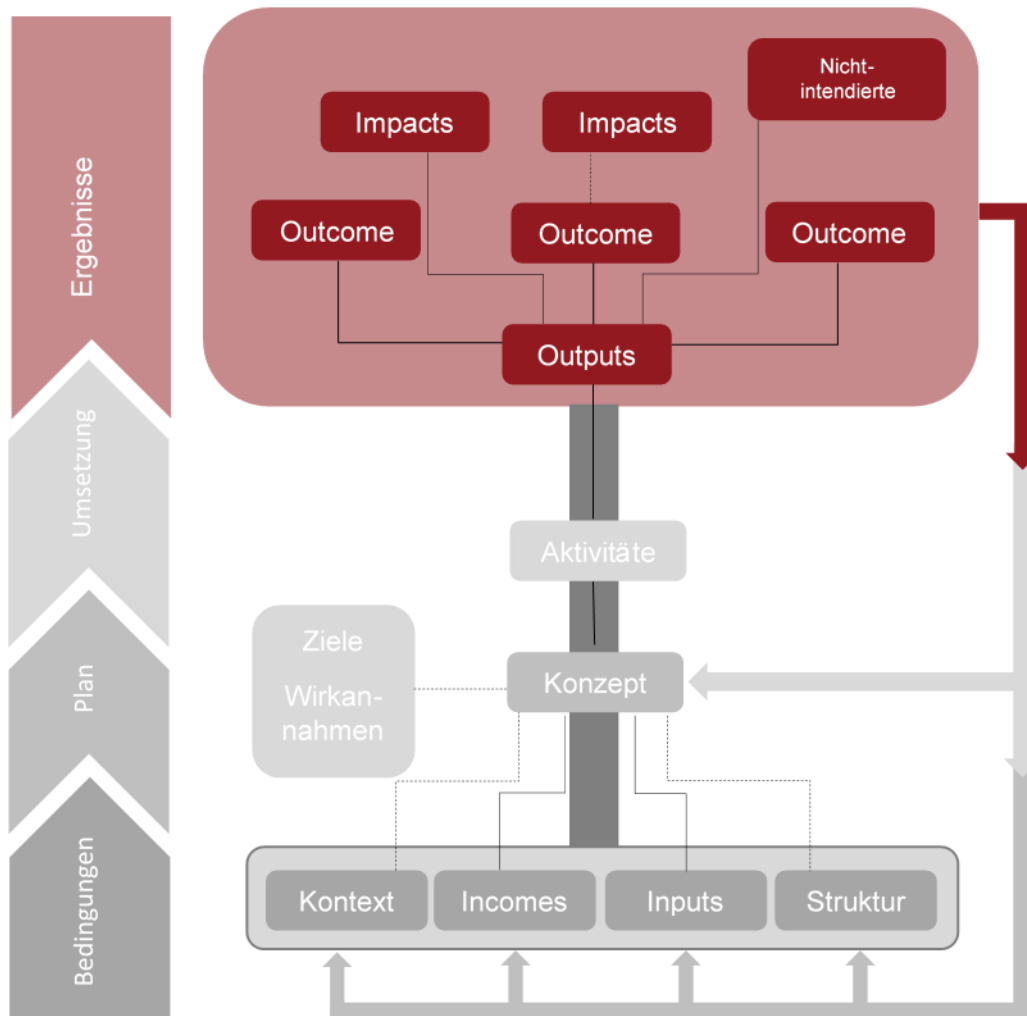 Ergebnisse
Umsetzung
Plan
Bedingungen
Nicht-
intendierte
Impacts
Impacts
Outcome
Outcome
Outcome
Outputs
Aktivitäte
Ziele
Wirkan-
nahmen
Konzept
Kontext
Incomes
Inputs
Struktur